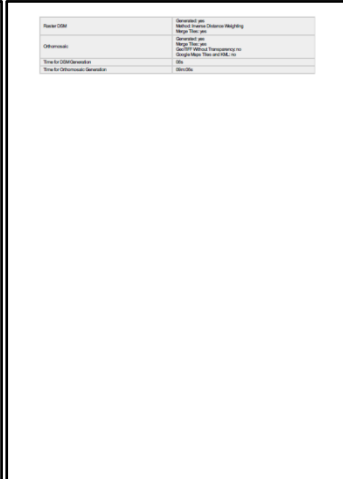 Raster DSM
Generated: yes
Method: Inverse Distance Weighting
Merge Tiles: yes
Orthomosaic
Generated: yes
Merge Tiles: yes
GeoTIFF Without Transparency: no
Google Maps Tiles and KML: no
Time for DSM Generation
Time for Orthomosaic Generation